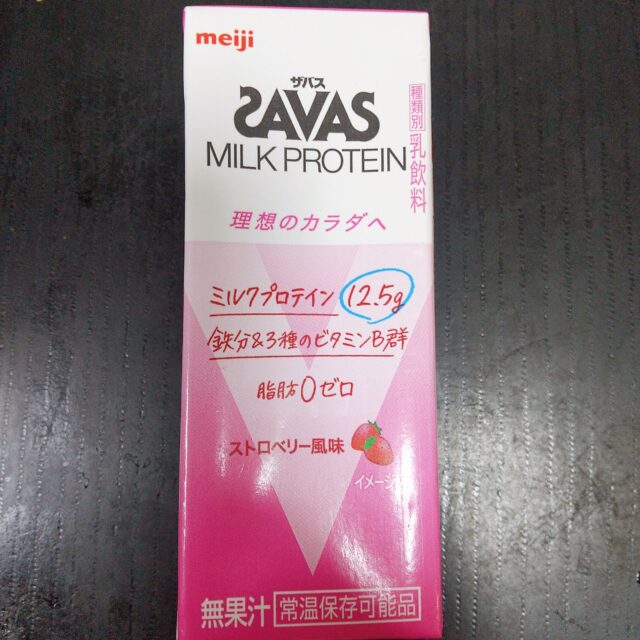 meiji
ザバス
SAVAS
MILK PROTEIN
種類別 乳飲料
理想のカラダへ
ミルクプロテイン 12.5g
鉄分&3種のビタミンB群
脂肪0ゼロ
ストロベリー風味
イメージ
無果汁 常温保存可能品